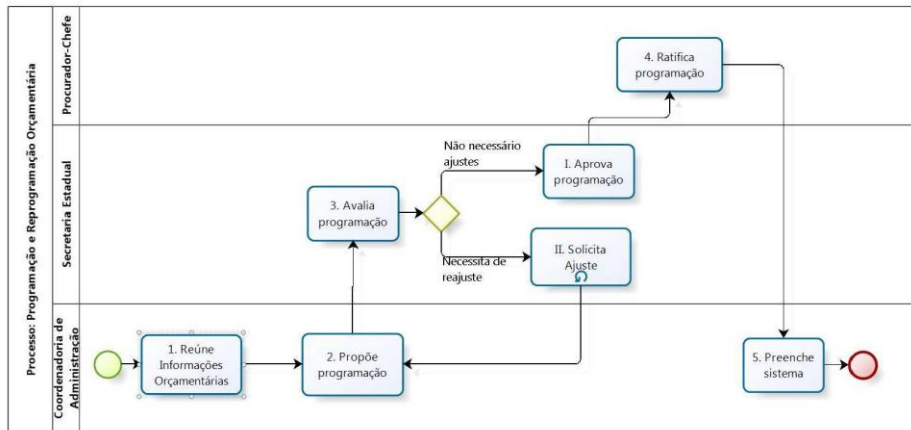 Processo: Programação e Reprogramação Orçamentária
Procurador-Chefe
4. Ratifica
programação
Secretaria Estadual
Não necessário
ajustes
I. Aprova
programação
3. Avalia
programação
Necessita de
reajuste
II. Solicita
Ajuste
Coordenadoria de
Administração
1. Reúne
Informações
Orçamentárias
2. Propõe
programação
5. Preenche
sistema